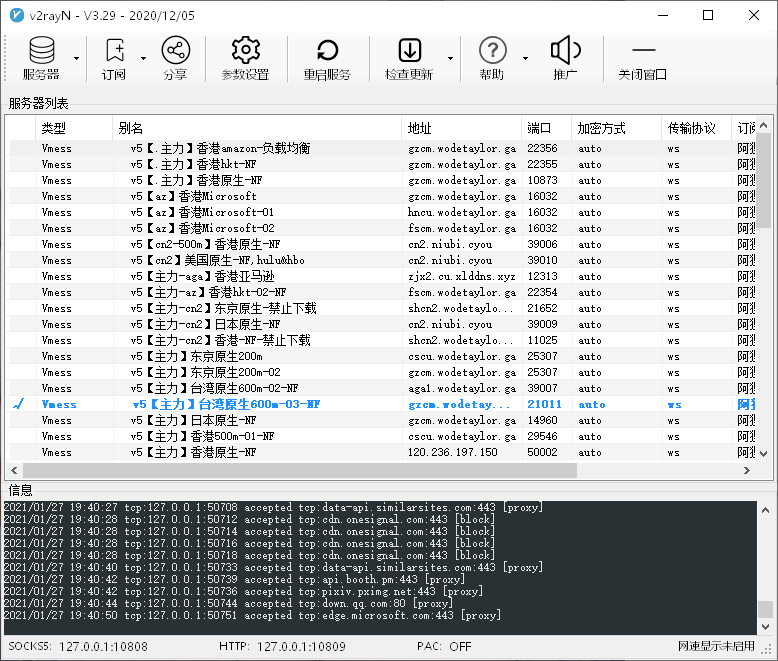 v2rayN - V3.29 - 2020/12/05
服务器 订阅 分享 参数设置 重启服务 检查更新 帮助 推广 关闭窗口
服务器列表
类型 别名 地址 端口 加密方式 传输协议 订阅
Vmess v5【.主力】香港amazon-负载均衡 gzcm.wodetaylor.ga 22356 auto ws 阿
Vmess v5【.主力】香港hkt-NF gzcm.wodetaylor.ga 22355 auto ws 阿
Vmess v5【.主力】香港原生-NF gzcm.wodetaylor.ga 10873 auto ws 阿
Vmess v5【az】香港Microsoft gzcm.wodetaylor.ga 16032 auto ws 阿
Vmess v5【az】香港Microsoft-01 hncu.wodetaylor.ga 16032 auto ws 阿
Vmess v5【az】香港Microsoft-02 fscm.wodetaylor.ga 16032 auto ws 阿
Vmess v5【cn2-500m】香港原生-NF cn2.niubi.cyou 39006 auto ws 阿
Vmess v5【cn2】美国原生-NF,hulu&hbo cn2.niubi.cyou 39010 auto ws 阿
Vmess v5【主力-aga】香港亚马逊 zjx2.cu.xlddns.xyz 12313 auto ws 阿
Vmess v5【主力-az】香港hkt-02-NF fscm.wodetaylor.ga 22354 auto ws 阿
Vmess v5【主力-cn2】东京原生-禁止下载 shcn2.wodetaylo... 21652 auto ws 阿
Vmess v5【主力-cn2】日本原生-NF cn2.niubi.cyou 39009 auto ws 阿
Vmess v5【主力-cn2】香港-NF-禁止下载 shcn2.wodetaylo... 11025 auto ws 阿
Vmess v5【主力】东京原生200m cscu.wodetaylor.ga 25307 auto ws 阿
Vmess v5【主力】东京原生200m-02 gzcm.wodetaylor.ga 25307 auto ws 阿
Vmess v5【主力】台湾原生600m-02-NF aga1.wodetaylor.ga 39007 auto ws 阿
Vmess v5【主力】台湾原生600m-03-NF gzcm.wodetay... 21011 auto ws 阿
Vmess v5【主力】日本原生-NF gzcm.wodetaylor.ga 14960 auto ws 阿
Vmess v5【主力】香港500m-01-NF cscu.wodetaylor.ga 29546 auto ws 阿
Vmess v5【主力】香港原生-NF 120.236.197.150 50002 auto ws 阿
信息
2021/01/27 19:40:27 tcp:127.0.0.1:50708 accepted tcp:data-api.similarsites.com:443 [proxy]
2021/01/27 19:40:28 tcp:127.0.0.1:50712 accepted tcp:cdn.onesignal.com:443 [block]
2021/01/27 19:40:28 tcp:127.0.0.1:50714 accepted tcp:cdn.onesignal.com:443 [block]
2021/01/27 19:40:28 tcp:127.0.0.1:50716 accepted tcp:cdn.onesignal.com:443 [block]
2021/01/27 19:40:28 tcp:127.0.0.1:50718 accepted tcp:cdn.onesignal.com:443 [block]
2021/01/27 19:40:40 tcp:127.0.0.1:50733 accepted tcp:data-api.similarsites.com:443 [proxy]
2021/01/27 19:40:42 tcp:127.0.0.1:50739 accepted tcp:api.booth.pm:443 [proxy]
2021/01/27 19:40:42 tcp:127.0.0.1:50736 accepted tcp:pixiv.pximg.net:443 [proxy]
2021/01/27 19:40:44 tcp:127.0.0.1:50744 accepted tcp:down.qq.com:80 [proxy]
2021/01/27 19:40:50 tcp:127.0.0.1:50751 accepted tcp:edge.microsoft.com:443 [proxy]
SOCKS5: 127.0.0.1:10808 HTTP: 127.0.0.1:10809 PAC: OFF 网速显示未启用